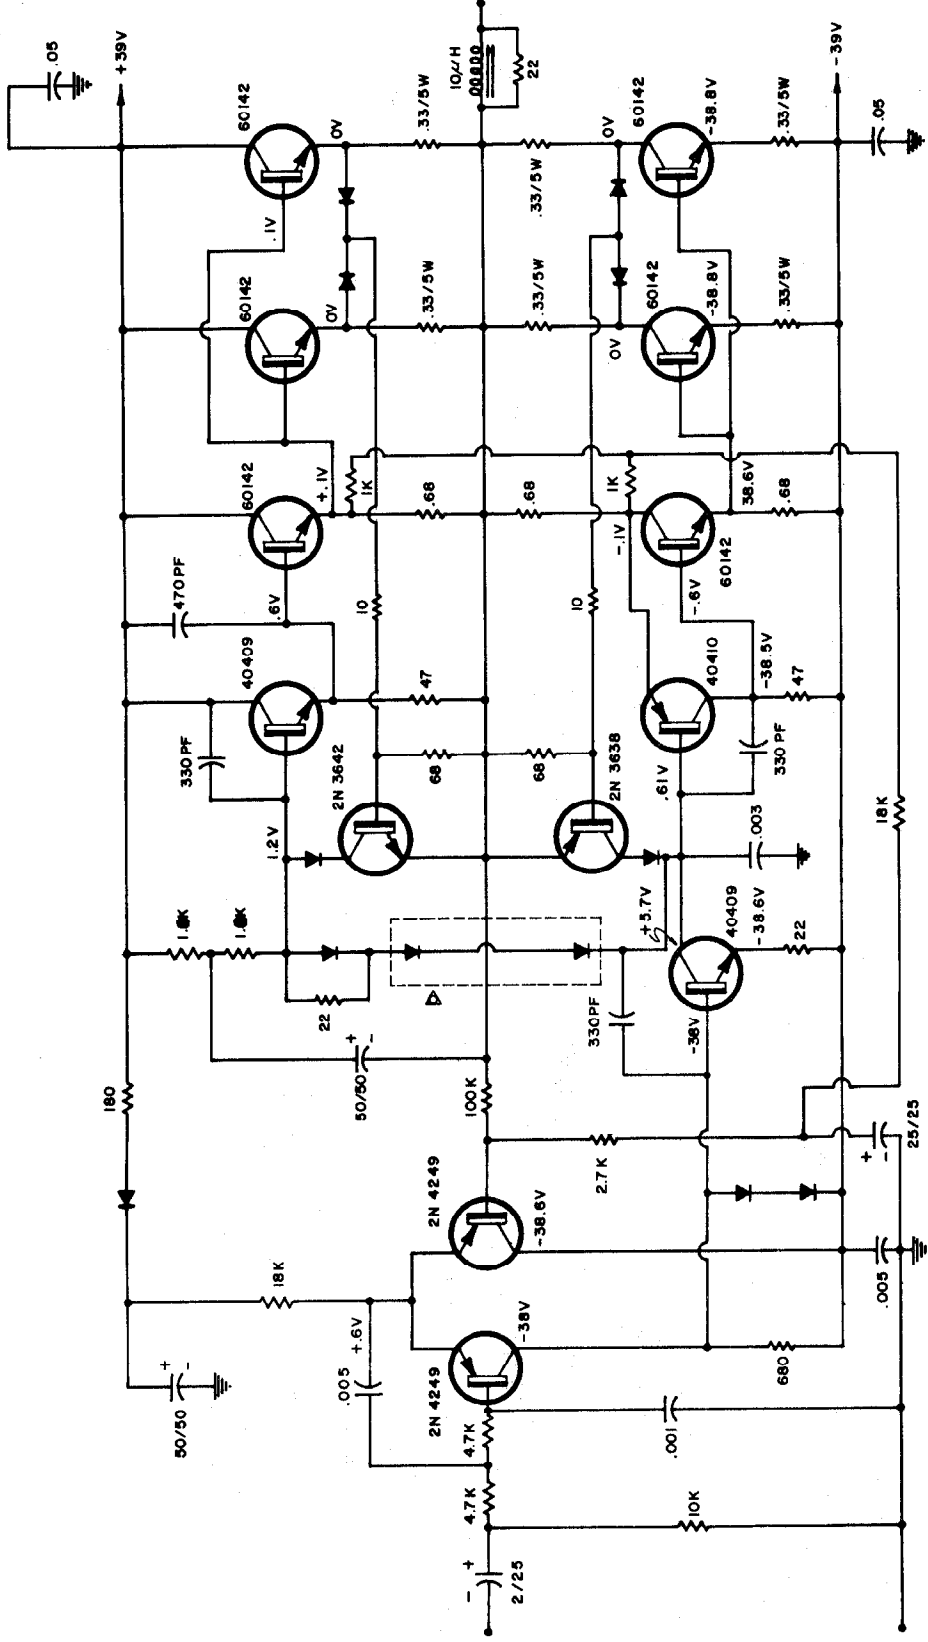 .05
+39V
10µH
22
-39V
60142
60142
0V
.33/5W
0V
-38.8V
.33/5W
.33/5W
.05
.1V
60142
0V
.33/5W
.33/5W
0V
60142
-38.8V
.33/5W
60142
+.1V
1K
.68
.68
1K
-.1V
38.6V
.68
470PF
.6V
10
10
-.6V
60142
40409
330PF
47
40410
-38.5V
47
2N 3642
68
68
2N 3638
.61V
330PF
1.2V
.003
18K
22
+5.7V
40409
-38.6V
22
330PF
-38V
180
50/50
+
-
100K
2.7K
+
-
25/25
2N 4249
-38.6V
18K
.005
+.6V
2N 4249
-38V
680
.005
50/50
+
-
4.7K
4.7K
.001
10K
-
+
2/25